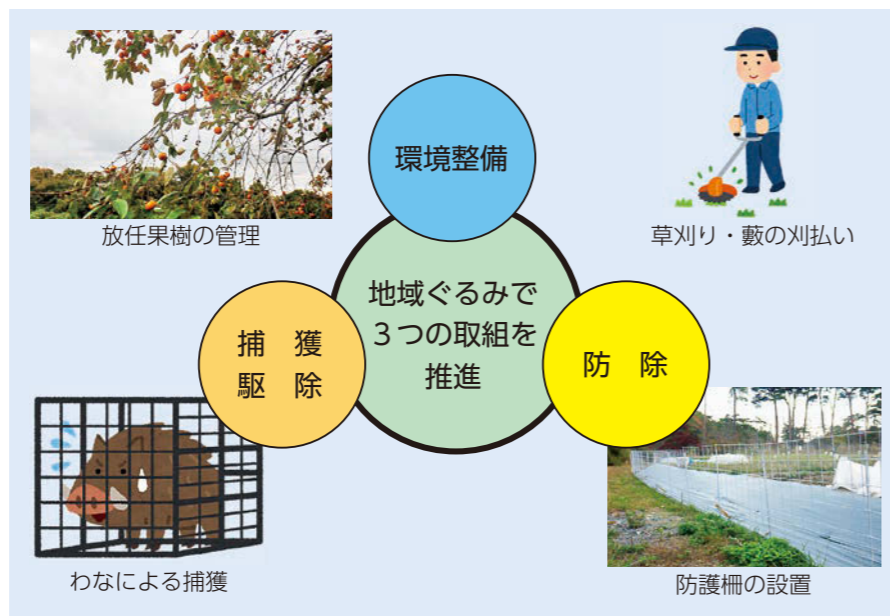 環境整備
放任果樹の管理
草刈り・藪の刈払い
地域ぐるみで
３つの取組を
推進
捕　獲
駆　除
防　除
わなによる捕獲
防護柵の設置